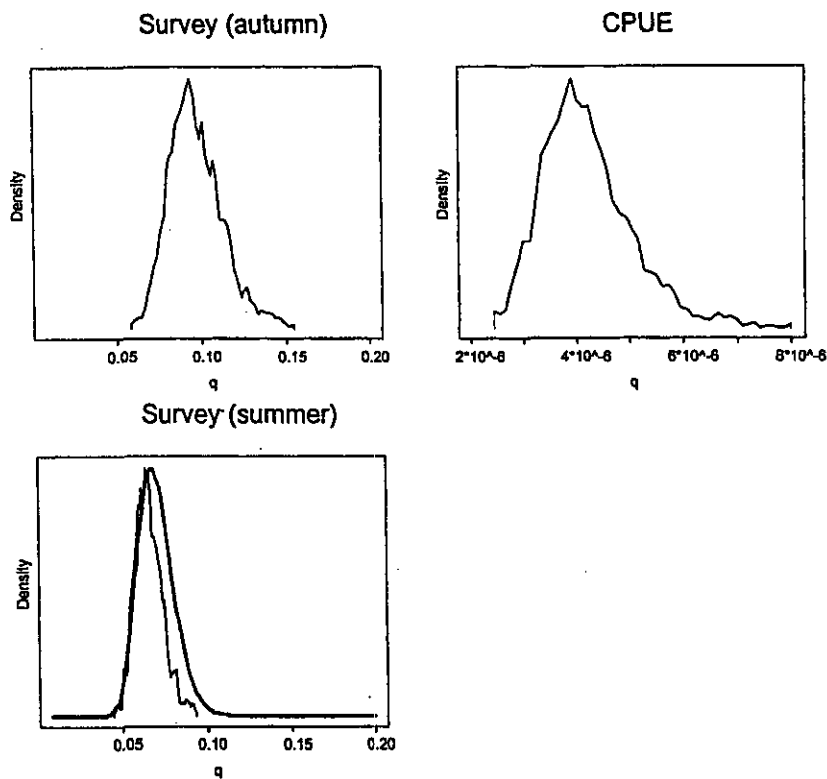 Survey (autumn)
Density
0.05 0.10 0.15 0.20
q
CPUE
Density
2*10^-6 4*10^-6 6*10^-6 8*10^-6
q
Survey (summer)
Density
0.05 0.10 0.15 0.20
q